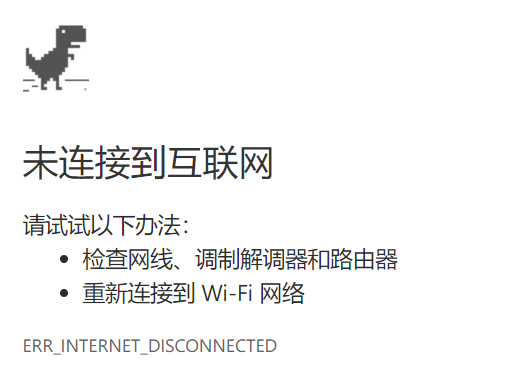 未连接到互联网
请试试以下办法：
• 检查网线、调制解调器和路由器
• 重新连接到 Wi-Fi 网络
ERR_INTERNET_DISCONNECTED